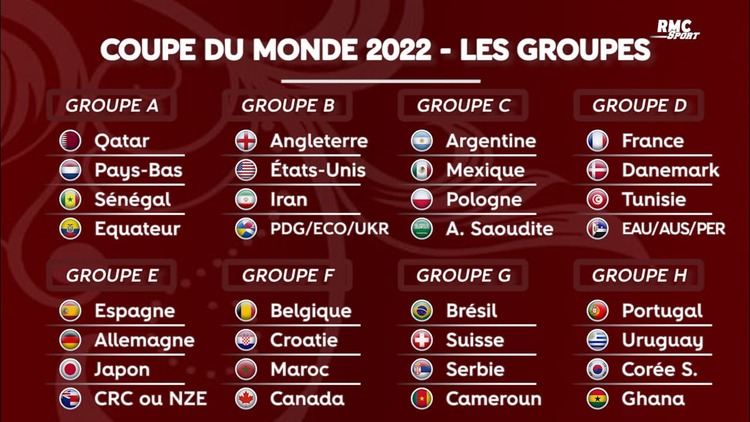 RMC
SPORT
COUPE DU MONDE 2022 - LES GROUPES
GROUPE A
Qatar
Pays-Bas
Sénégal
Equateur
GROUPE B
Angleterre
États-Unis
Iran
PDG/ECO/UKR
GROUPE C
Argentine
Mexique
Pologne
A. Saoudite
GROUPE D
France
Danemark
Tunisie
EAU/AUS/PER
GROUPE E
Espagne
Allemagne
Japon
CRC ou NZE
GROUPE F
Belgique
Croatie
Maroc
Canada
GROUPE G
Brésil
Suisse
Serbie
Cameroun
GROUPE H
Portugal
Uruguay
Corée S.
Ghana